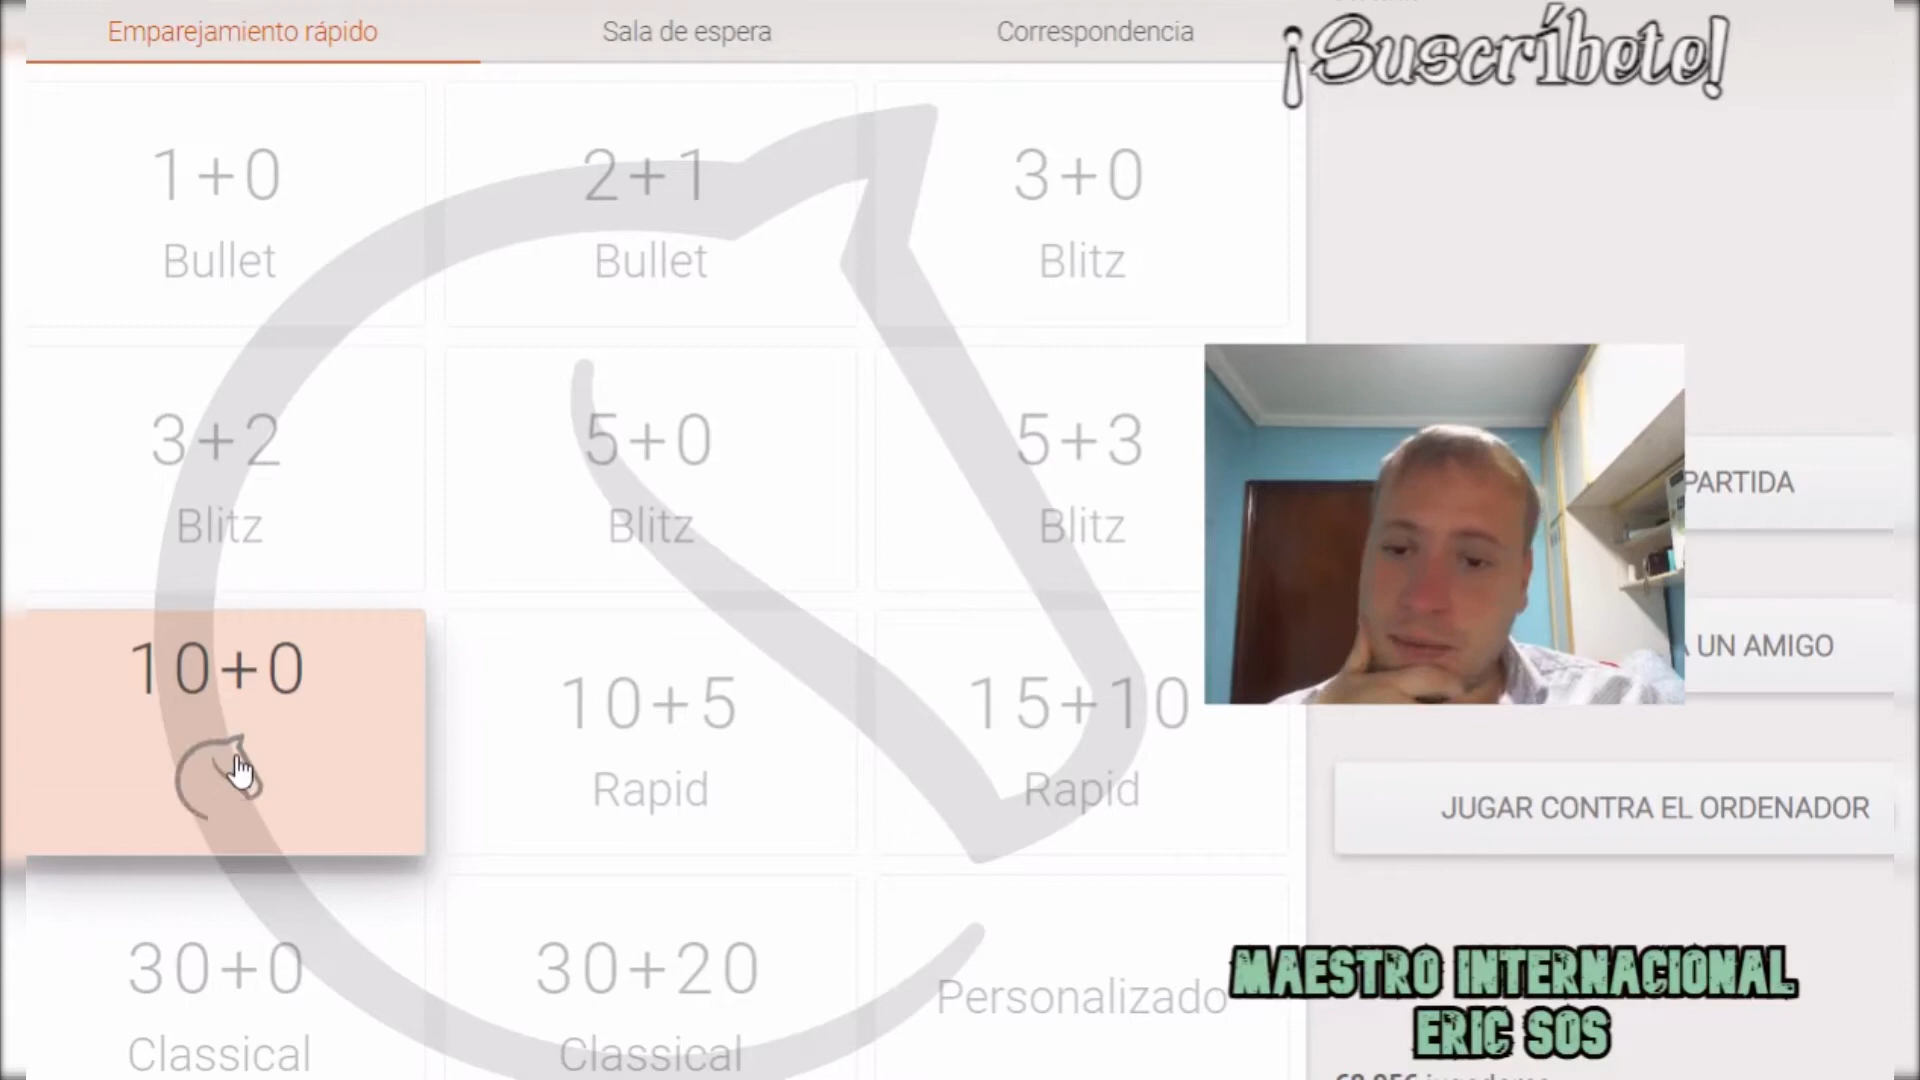 Emparejamiento rápido
Sala de espera
Correspondencia
¡Suscríbete!
1+0
Bullet
2+1
Bullet
3+0
Blitz
3+2
Blitz
5+0
Blitz
5+3
Blitz
PARTIDA
UN AMIGO
10+0
10+5
Rapid
15+10
Rapid
JUGAR CONTRA EL ORDENADOR
30+0
Classical
30+20
Classical
Personalizado
MAESTRO INTERNACIONAL
ERIC SOS